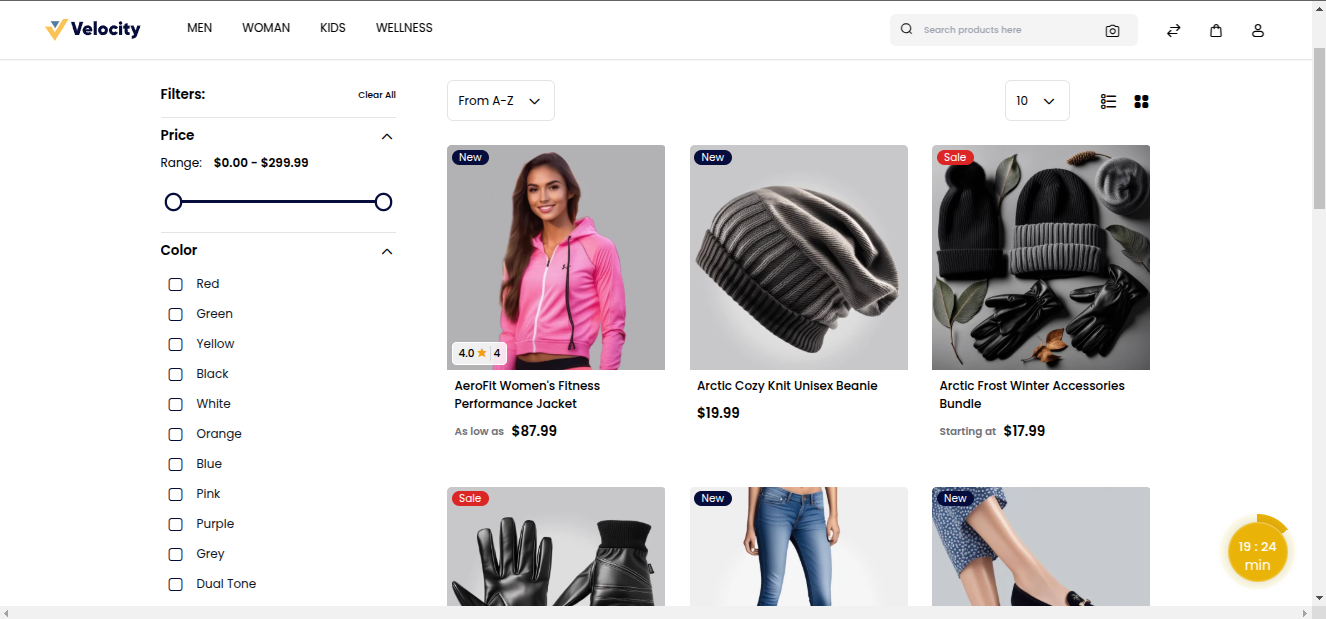 Velocity
MEN
WOMAN
KIDS
WELLNESS
Search products here
Filters:
Clear All
Price
Range: $0.00 - $299.99
Color
Red
Green
Yellow
Black
White
Orange
Blue
Pink
Purple
Grey
Dual Tone
From A-Z
10
New
4.0 ★ 4
AeroFit Women's Fitness
Performance Jacket
As low as $87.99
New
Arctic Cozy Knit Unisex Beanie
$19.99
Sale
Arctic Frost Winter Accessories
Bundle
Starting at $17.99
Sale
New
New
19 : 24
min